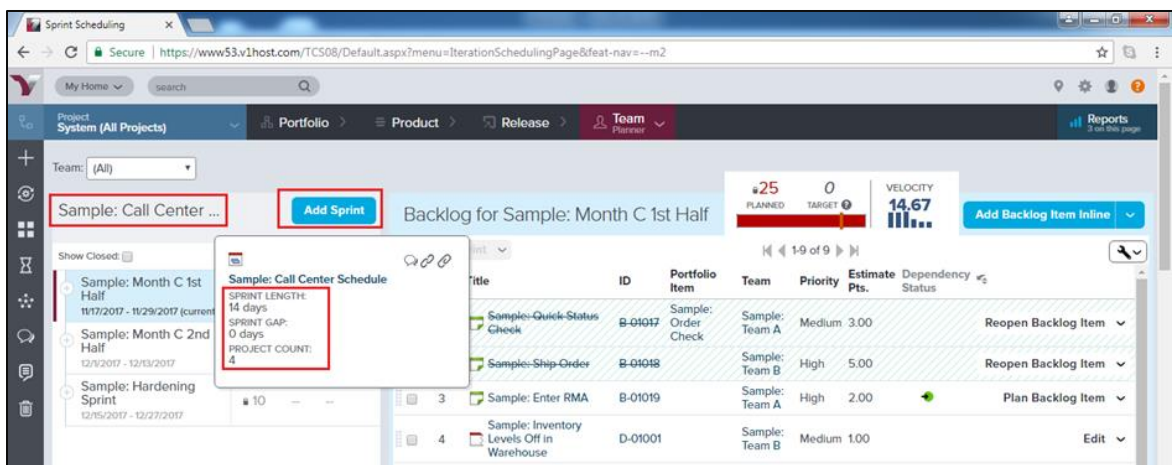 Sprint Scheduling
Secure | https://www53.v1host.com/TCS08/Default.aspx?menu=IterationSchedulingPage&feat-nav=--m2
My Home search
Project
System (All Projects) Portfolio Product Release Team
Planner Reports
3 on this page
Team: (All)
Sample: Call Center ... Add Sprint
Backlog for Sample: Month C 1st Half
25 0 VELOCITY
PLANNED TARGET 14.67
Add Backlog Item Inline
1-9 of 9
Show Closed:
Sample: Month C 1st
Half
11/17/2017 - 11/29/2017 (current
Sample: Month C 2nd
Half
12/1/2017 - 12/13/2017
Sample: Hardening
Sprint
12/15/2017 - 12/27/2017
10 -- --
Sample: Call Center Schedule
SPRINT LENGTH:
14 days
SPRINT GAP:
0 days
PROJECT COUNT:
4
Title ID Portfolio Item Team Priority Estimate Pts. Dependency Status
Sample: Quick Status Check B-01017 Sample: Order Check Sample: Team A Medium 3.00 Reopen Backlog Item
Sample: Ship Order B-01018 Sample: Team B High 5.00 Reopen Backlog Item
3 Sample: Enter RMA B-01019 Sample: Team A High 2.00 Plan Backlog Item
4 Sample: Inventory Levels Off in Warehouse D-01001 Sample: Team B Medium 1.00 Edit